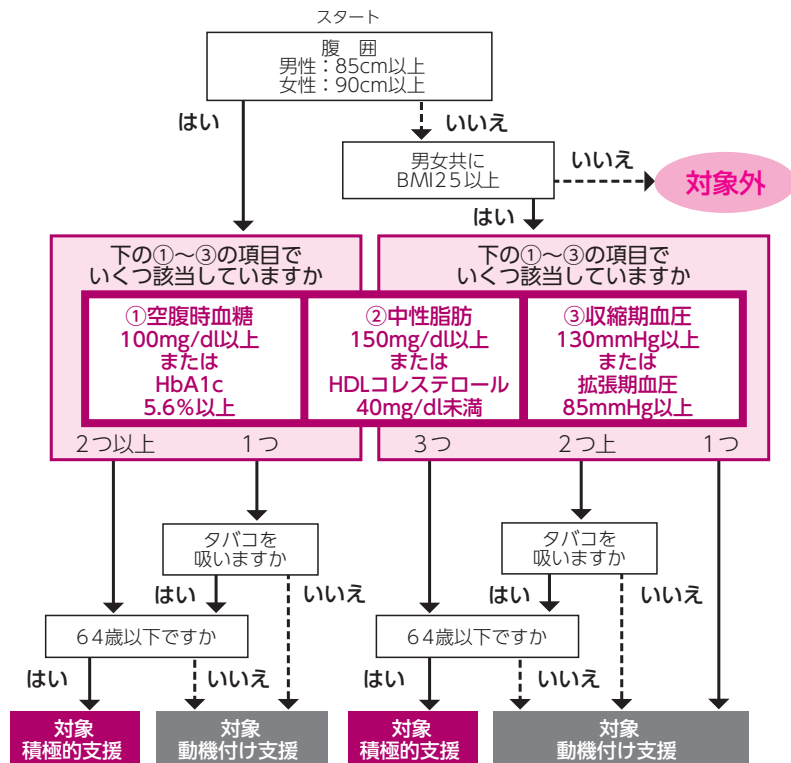 スタート
腹　囲
男性：85cm以上
女性：90cm以上
はい
いいえ
男女共に
BMI25以上
いいえ
対象外
はい
下の①～③の項目で
いくつ該当していますか
下の①～③の項目で
いくつ該当していますか
①空腹時血糖
100mg/dl以上
または
HbA1c
5.6%以上
②中性脂肪
150mg/dl以上
または
HDLコレステロール
40mg/dl未満
③収縮期血圧
130mmHg以上
または
拡張期血圧
85mmHg以上
2つ以上
1つ
3つ
2つ上
1つ
タバコを
吸いますか
はい
いいえ
タバコを
吸いますか
はい
いいえ
64歳以下ですか
はい
いいえ
64歳以下ですか
はい
いいえ
対象
積極的支援
対象
動機付け支援
対象
積極的支援
対象
動機付け支援